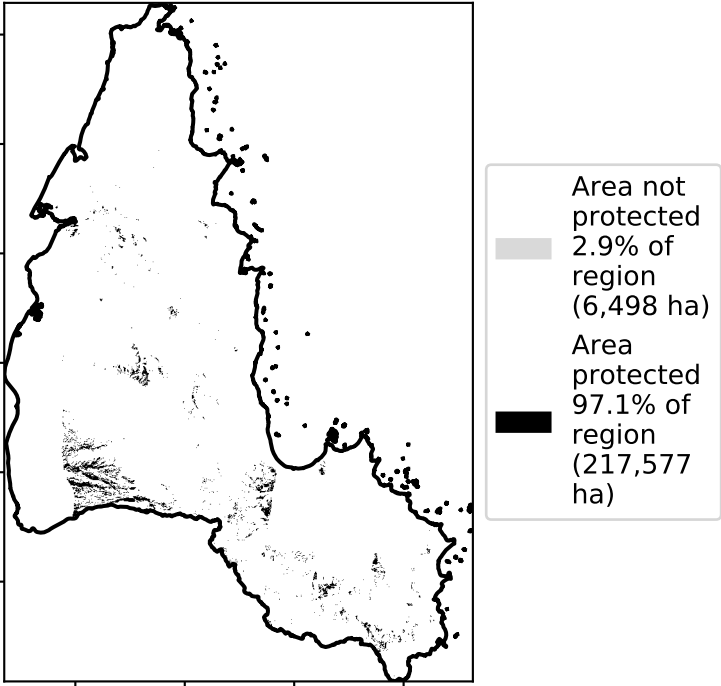 Area not
protected
2.9% of
region
(6,498 ha)
Area
protected
97.1% of
region
(217,577
ha)